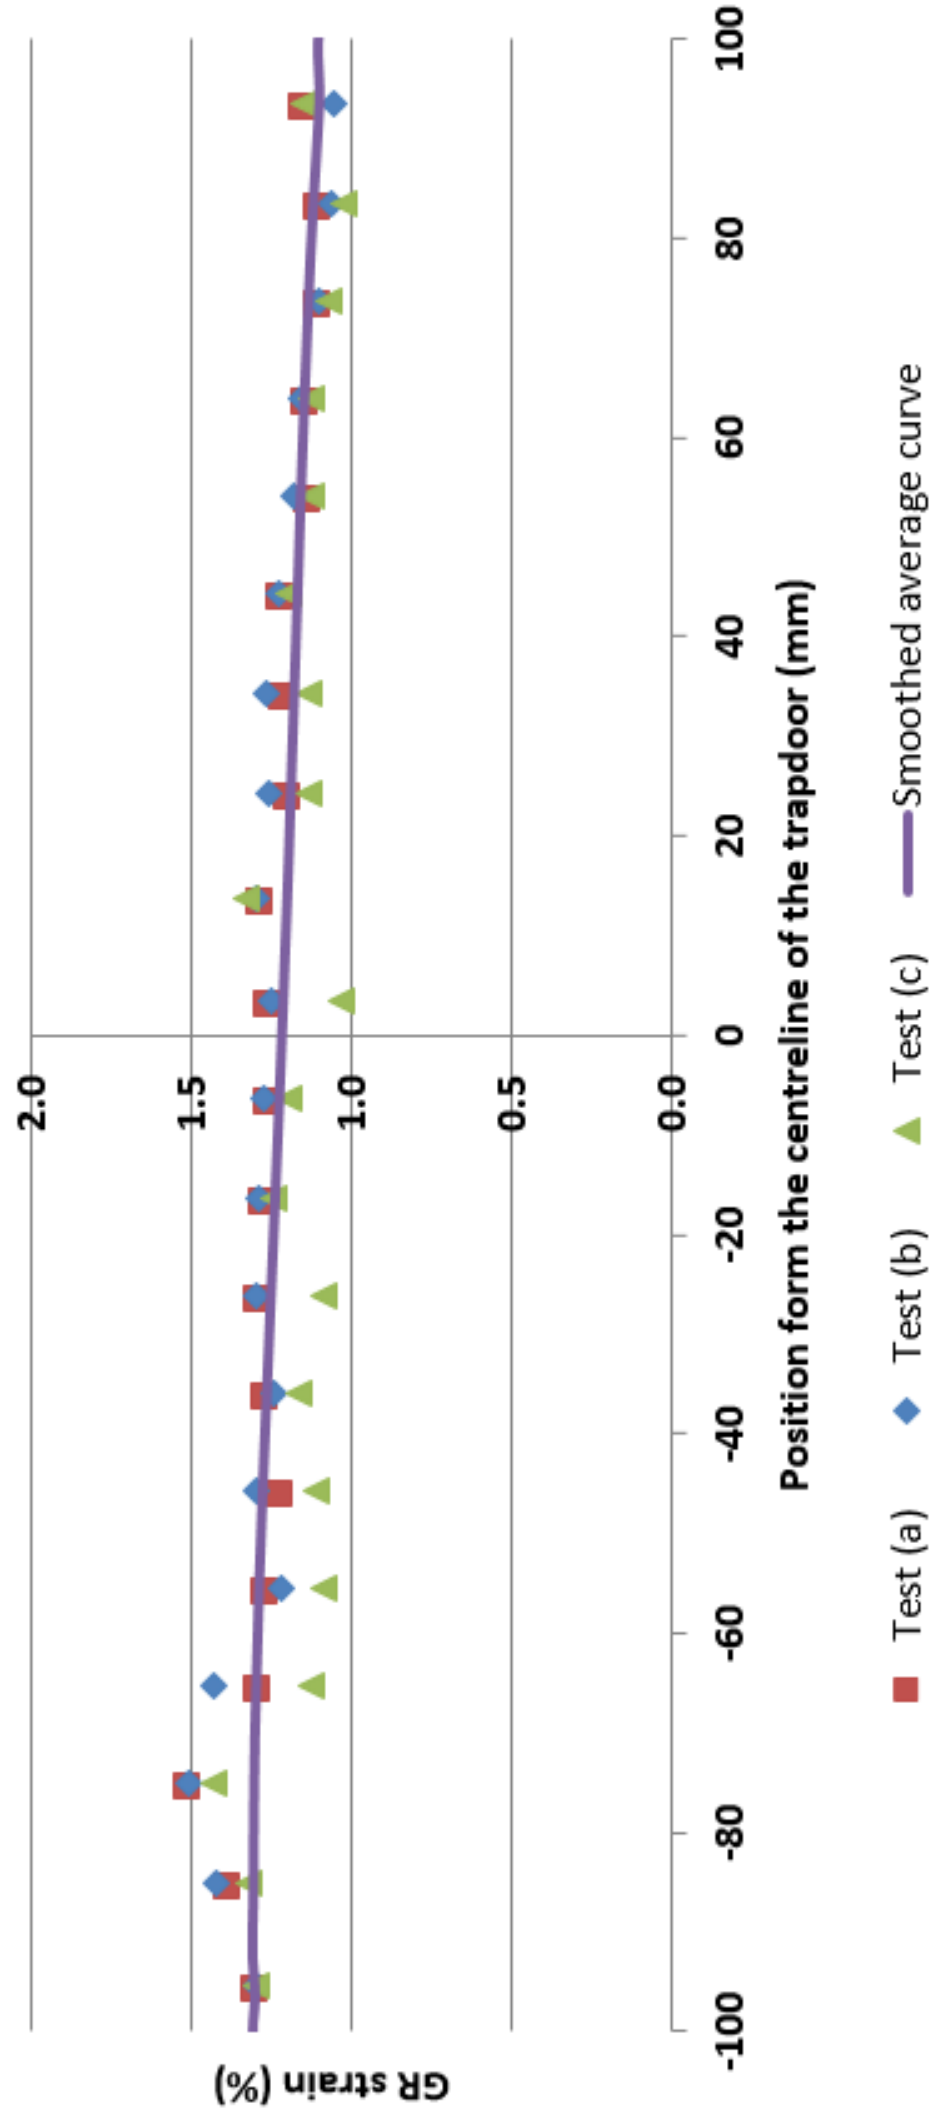 GR strain (%)
2.0
1.5
1.0
0.5
0.0
-100
-80
-60
-40
-20
0
20
40
60
80
100
Position form the centreline of the trapdoor (mm)
Test (a)
Test (b)
Test (c)
Smoothed average curve